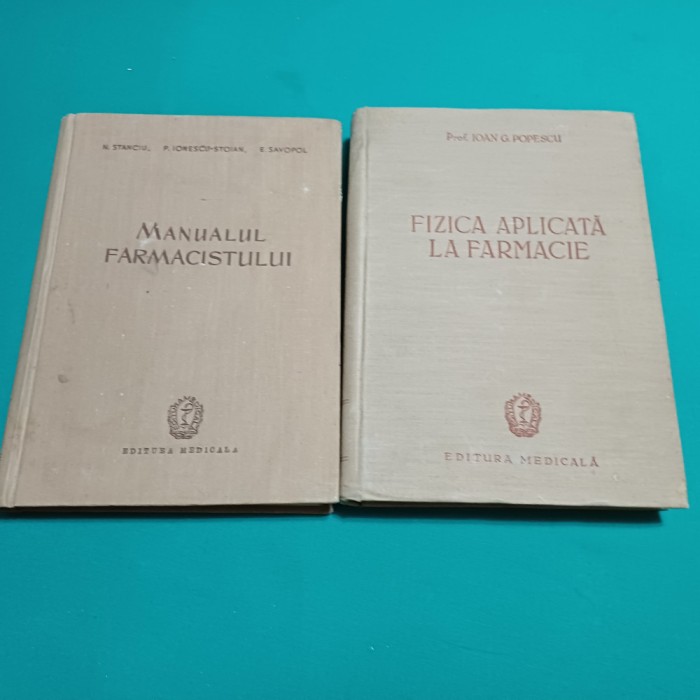 N. STANCIU, P. IONESCU-STOIAN, E. SAVOPOL
MANUALUL
FARMACISTULUI
EDITURA MEDICALA
Prof. IOAN G. POPESCU
FIZICA APLICATĂ
LA FARMACIE
EDITURA MEDICALĂ